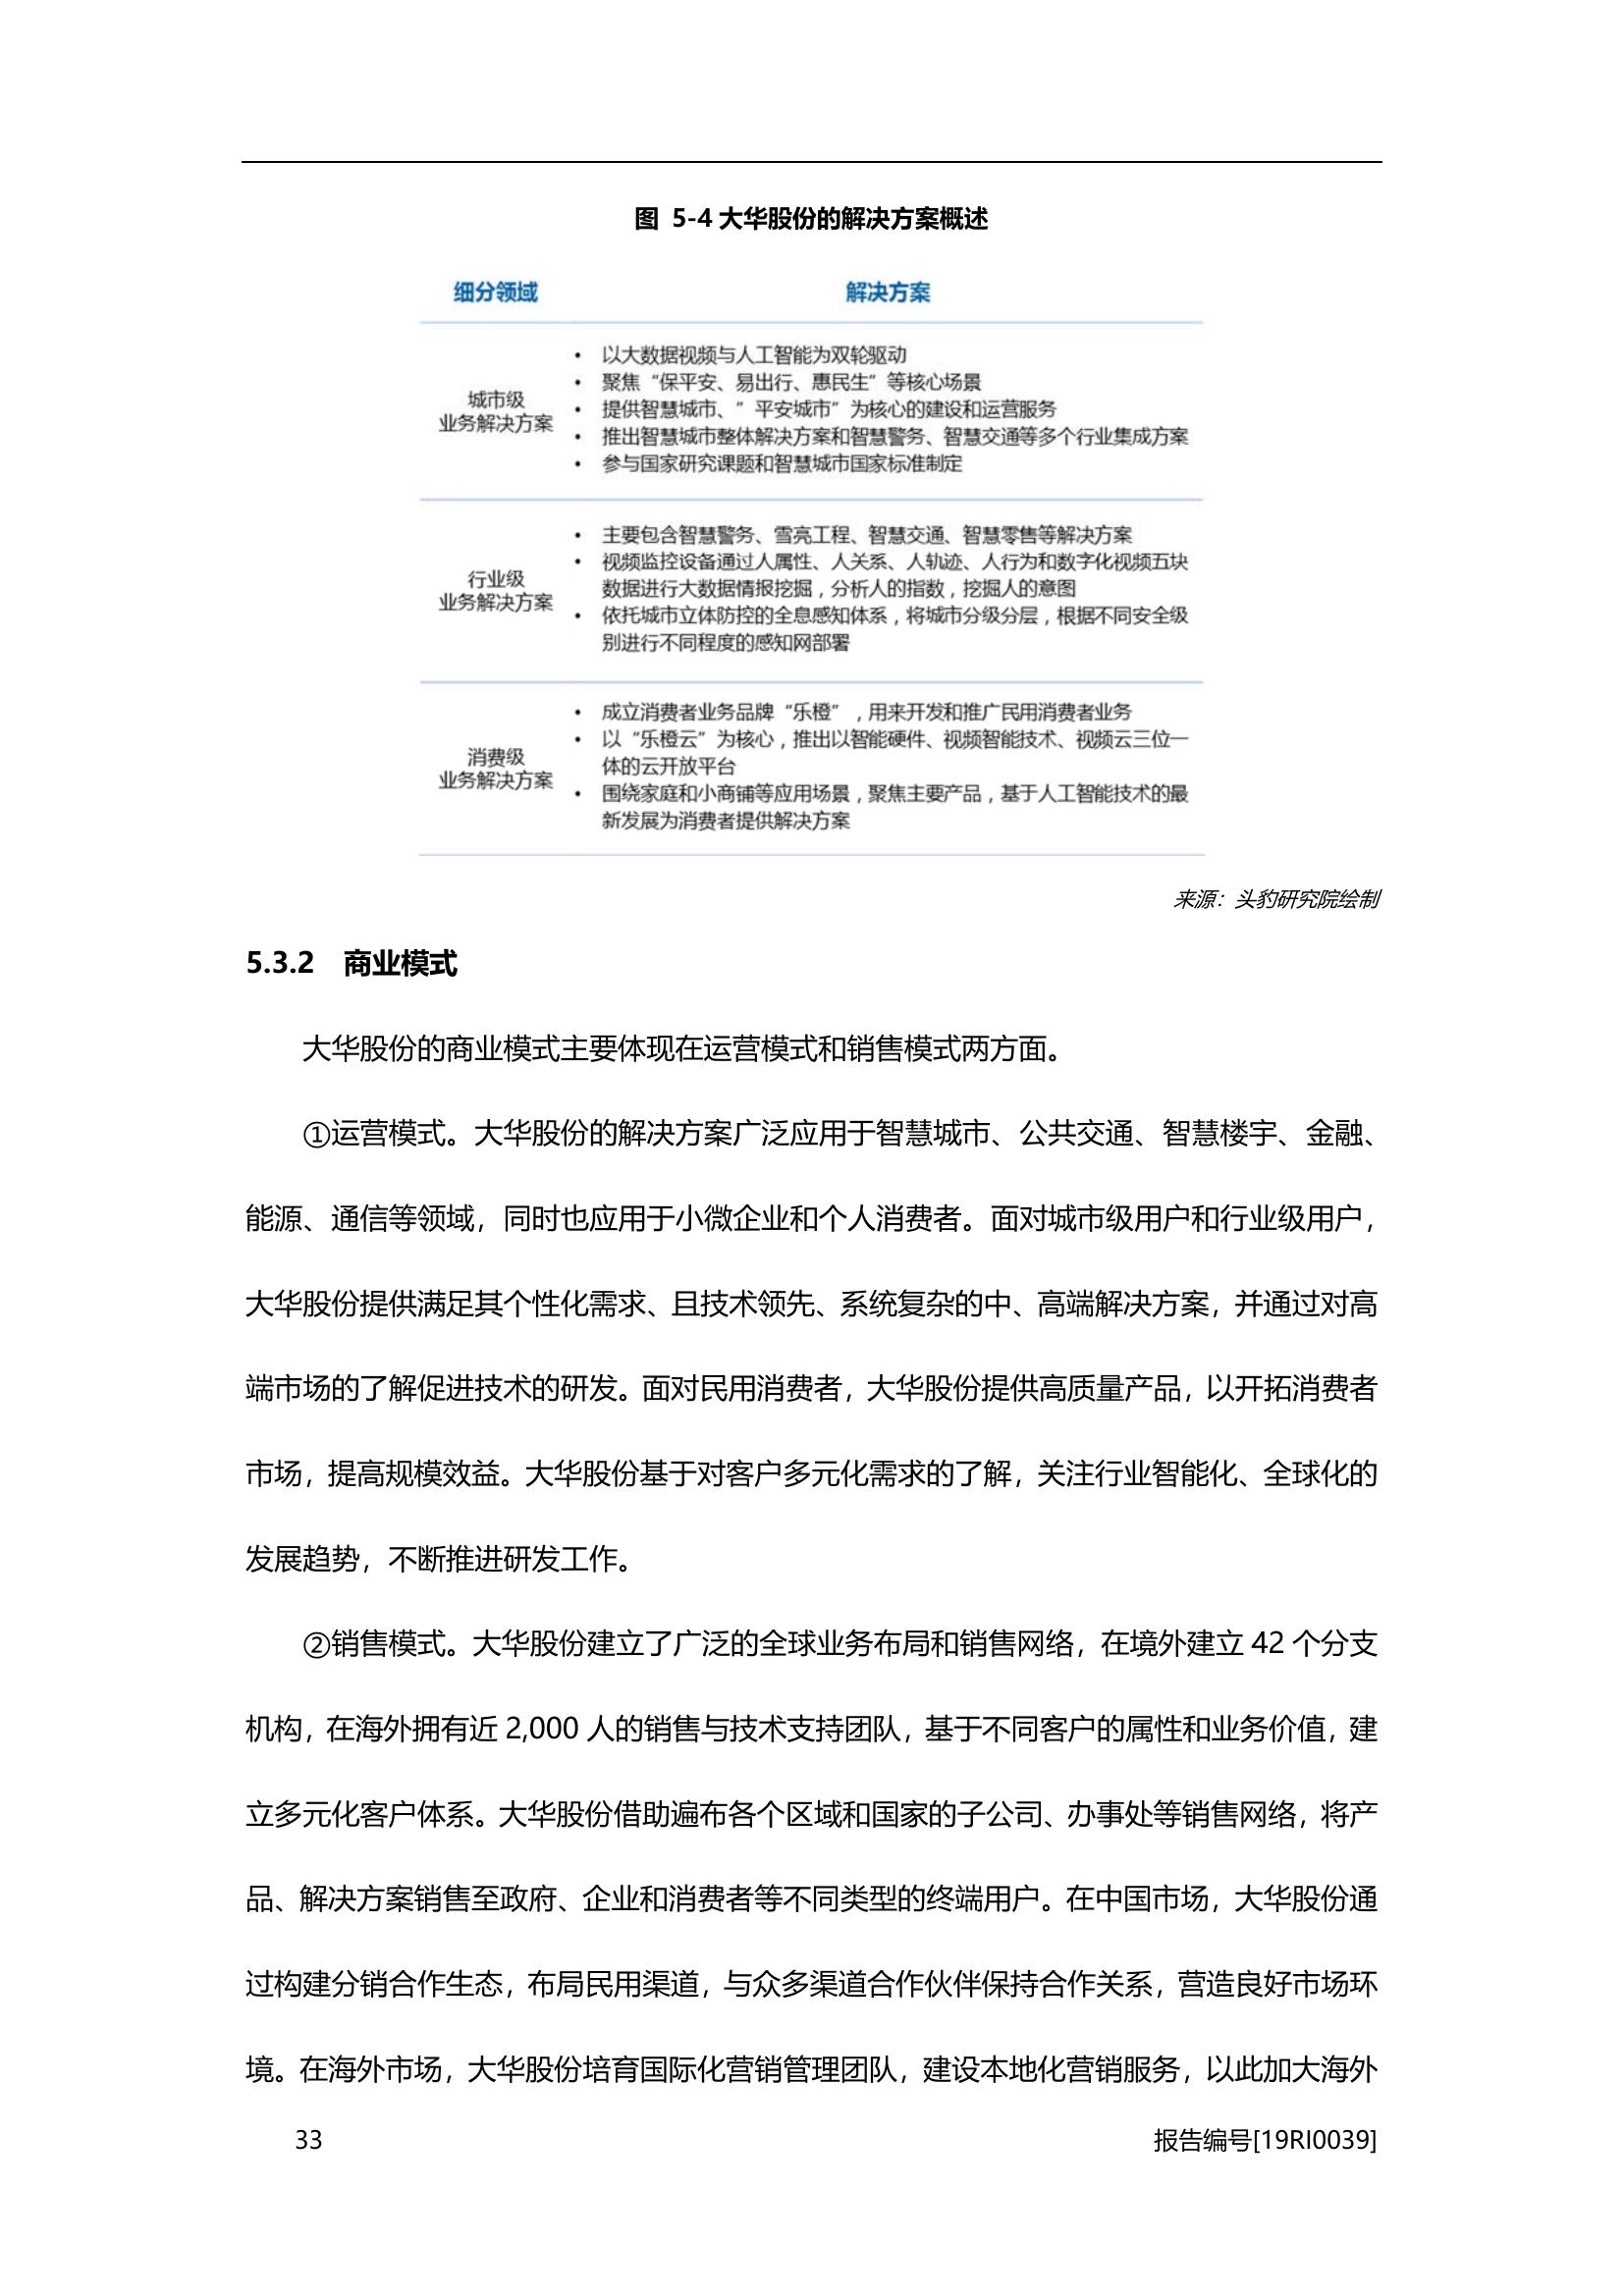 图 5-4 大华股份的解决方案概述
细分领域 解决方案
城市级
业务解决方案
• 以大数据视频与人工智能为双轮驱动
• 聚焦“保平安、易出行、惠民生”等核心场景
• 提供智慧城市、”平安城市”为核心的建设和运营服务
• 推出智慧城市整体解决方案和智慧警务、智慧交通等多个行业集成方案
• 参与国家研究课题和智慧城市国家标准制定
行业级
业务解决方案
• 主要包含智慧警务、雪亮工程、智慧交通、智慧零售等解决方案
• 视频监控设备通过人属性、人关系、人轨迹、人行为和数字化视频五块
数据进行大数据情报挖掘，分析人的指数，挖掘人的意图
• 依托城市立体防控的全息感知体系，将城市分级分层，根据不同安全级
别进行不同程度的感知网部署
消费级
业务解决方案
• 成立消费者业务品牌“乐橙”，用来开发和推广民用消费者业务
• 以“乐橙云”为核心，推出以智能硬件、视频智能技术、视频云三位一
体的云开放平台
• 围绕家庭和小商铺等应用场景，聚焦主要产品，基于人工智能技术的最
新发展为消费者提供解决方案
来源：头豹研究院绘制
5.3.2 商业模式
大华股份的商业模式主要体现在运营模式和销售模式两方面。
①运营模式。大华股份的解决方案广泛应用于智慧城市、公共交通、智慧楼宇、金融、
能源、通信等领域，同时也应用于小微企业和个人消费者。面对城市级用户和行业级用户，
大华股份提供满足其个性化需求、且技术领先、系统复杂的中、高端解决方案，并通过对高
端市场的了解促进技术的研发。面对民用消费者，大华股份提供高质量产品，以开拓消费者
市场，提高规模效益。大华股份基于对客户多元化需求的了解，关注行业智能化、全球化的
发展趋势，不断推进研发工作。
②销售模式。大华股份建立了广泛的全球业务布局和销售网络，在境外建立 42 个分支
机构，在海外拥有近 2,000 人的销售与技术支持团队，基于不同客户的属性和业务价值，建
立多元化客户体系。大华股份借助遍布各个区域和国家的子公司、办事处等销售网络，将产
品、解决方案销售至政府、企业和消费者等不同类型的终端用户。在中国市场，大华股份通
过构建分销合作生态，布局民用渠道，与众多渠道合作伙伴保持合作关系，营造良好市场环
境。在海外市场，大华股份培育国际化营销管理团队，建设本地化营销服务，以此加大海外
33 报告编号[19RI0039]